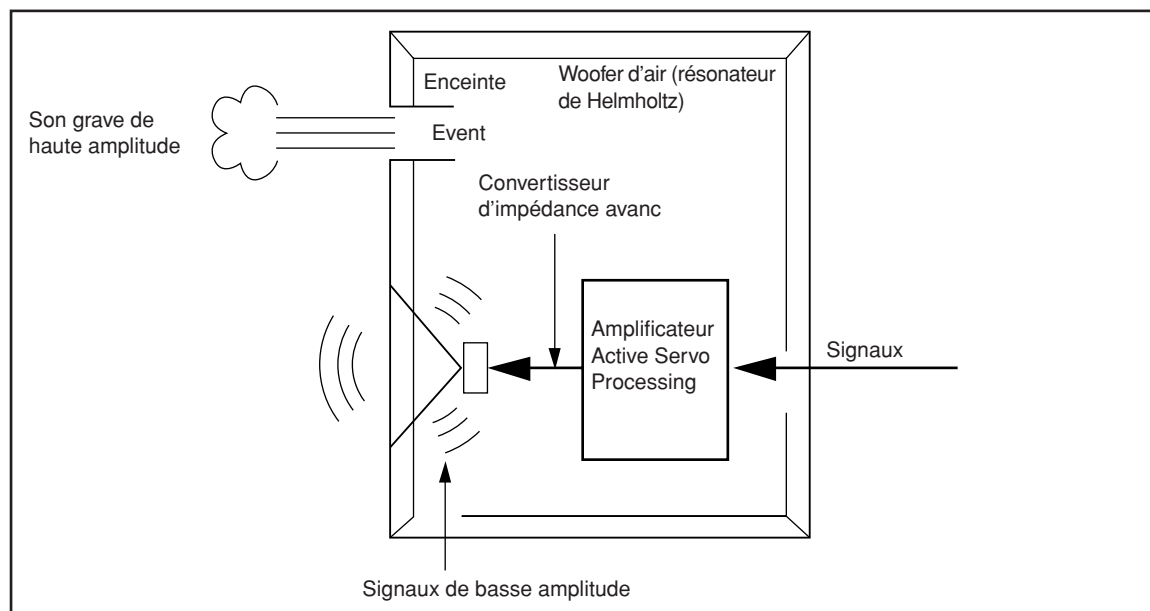 Enceinte
Woofer d'air (résonateur
de Helmholtz)
Son grave de
haute amplitude
Event
Convertisseur
d'impédance avanc
Amplificateur
Active Servo
Processing
Signaux
Signaux de basse amplitude